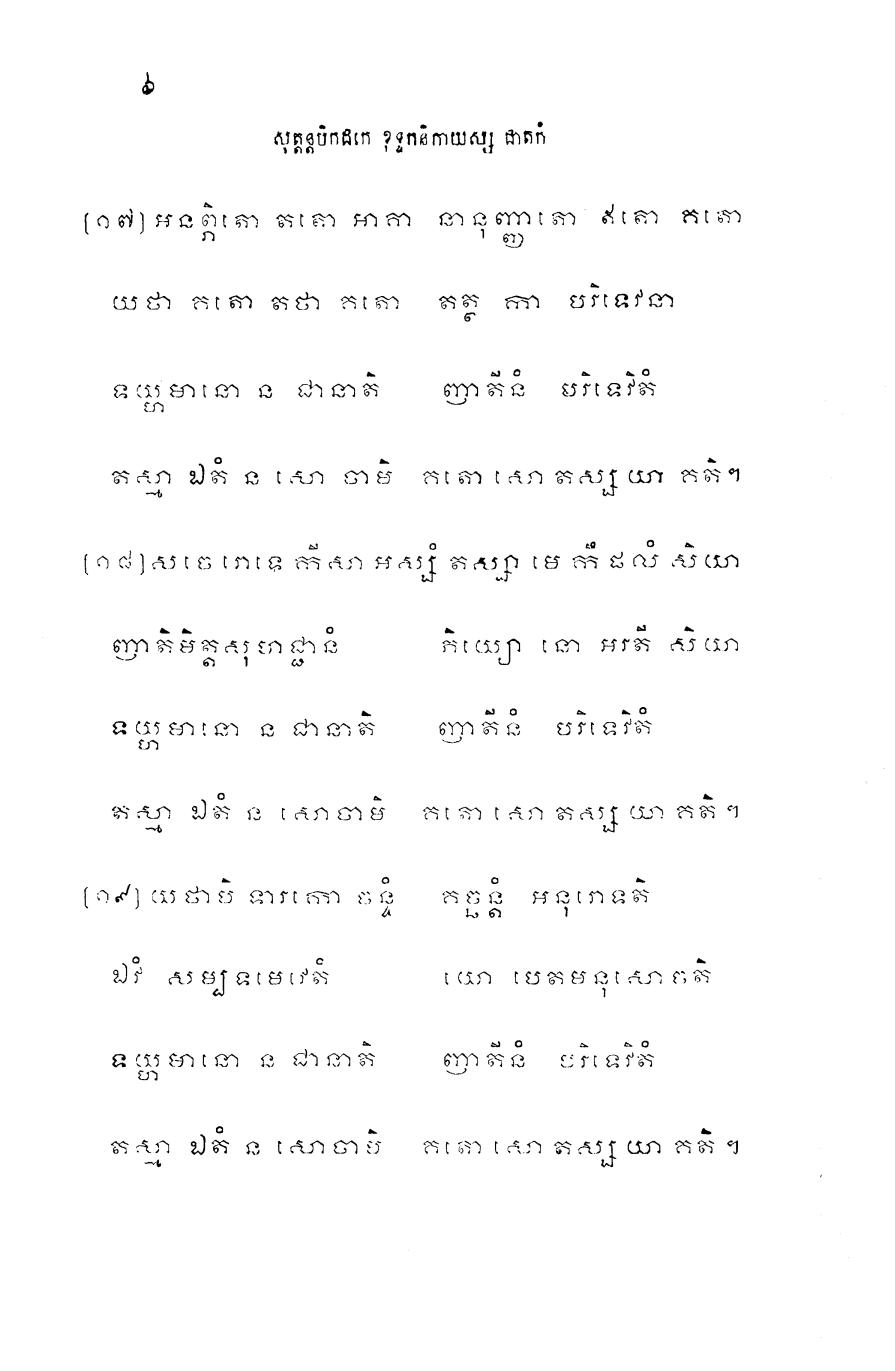 ៦
សុត្តន្តបិដកេ ខុទ្ទកនិកាយស្ស ជាតកំ
[១៧] អនព្ភិតោ តតោ អាគា នានុញ្ញាតោ ឥតោ គតោ
យថា គតោ តថា គតោ តត្ថ កា បរិទេវនា
ទយ្ហមានោ ន ជានាតិ ញាតីនំ បរិទេវិតំ
តស្មា ឯតំ ន សោចាមិ គតោ សោ តស្ស យា គតិ។
[១៨] សចេ រោទេ កីសា អស្សំ តស្សា មេ កឹ ផលំ សិយា
ញាតិមិត្តសុហជ្ជានំ ភិយ្យោ នោ អរតី សិយា
ទយ្ហមានោ ន ជានាតិ ញាតីនំ បរិទេវិតំ
តស្មា ឯតំ ន សោចាមិ គតោ សោ តស្ស យា គតិ។
[១៩] យថាបិ ទារកោ ចន្ទំ គច្ឆន្តំ អនុរោទតិ
ឯវំ សម្បទមេវេតំ យោ បេតមនុសោចតិ
ទយ្ហមានោ ន ជានាតិ ញាតីនំ បរិទេវិតំ
តស្មា ឯតំ ន សោចាមិ គតោ សោ តស្ស យា គតិ។